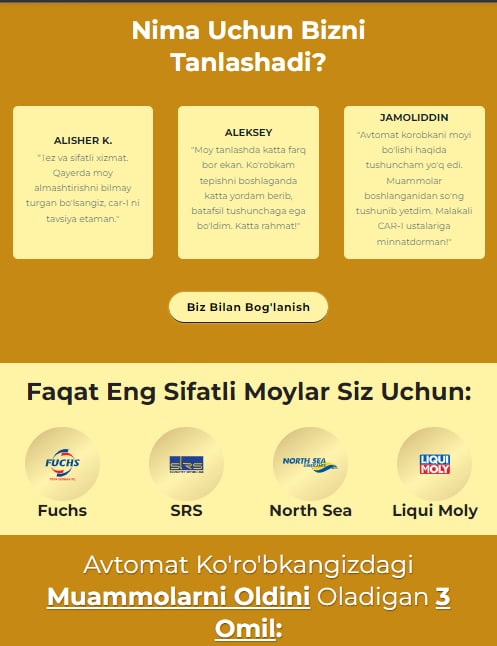 Nima Uchun Bizni
Tanlashadi?
ALISHER K.
"Tez va sifatli xizmat.
Qayerda moy
almashtirishni bilmay
turgan bo'lsangiz, car-I ni
tavsiya etaman."
ALEKSEY
"Moy tanlashda katta farq
bor ekan. Ko'robkam
tepishni boshlaganda
katta yordam berib,
batafsil tushunchaga ega
bo'ldim. Katta rahmat!"
JAMOLIDDIN
"Avtomat korobkani moyi
bo'lishi haqida
tushuncham yo'q edi.
Muammolar
boshlanganidan so'ng
tushunib yetdim. Malakali
CAR-I ustalariga
minnatdorman!"
Biz Bilan Bog'lanish
Faqat Eng Sifatli Moylar Siz Uchun:
FUCHS
SRS
NORTH SEA
LIQUI
MOLY
Fuchs
SRS
North Sea
Liqui Moly
Avtomat Ko'ro'bkangizdagi
Muammolarni Oldini Oladigan 3
Omil: